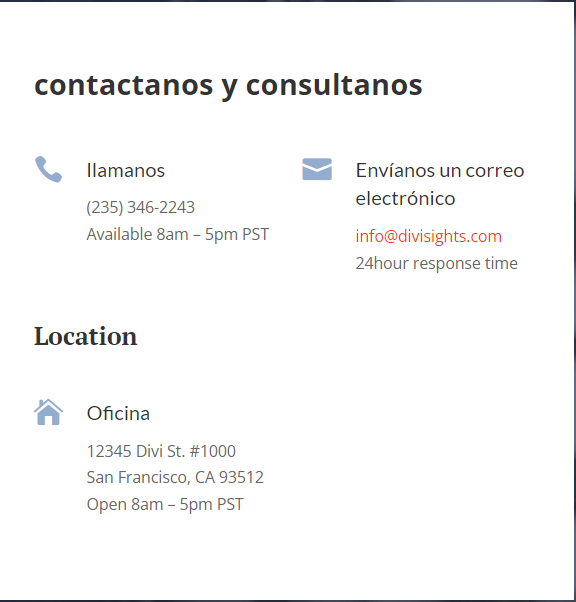 contactanos y consultanos
llamanos
(235) 346-2243
Available 8am – 5pm PST
Envíanos un correo
electrónico
info@divisights.com
24hour response time
Location
Oficina
12345 Divi St. #1000
San Francisco, CA 93512
Open 8am – 5pm PST